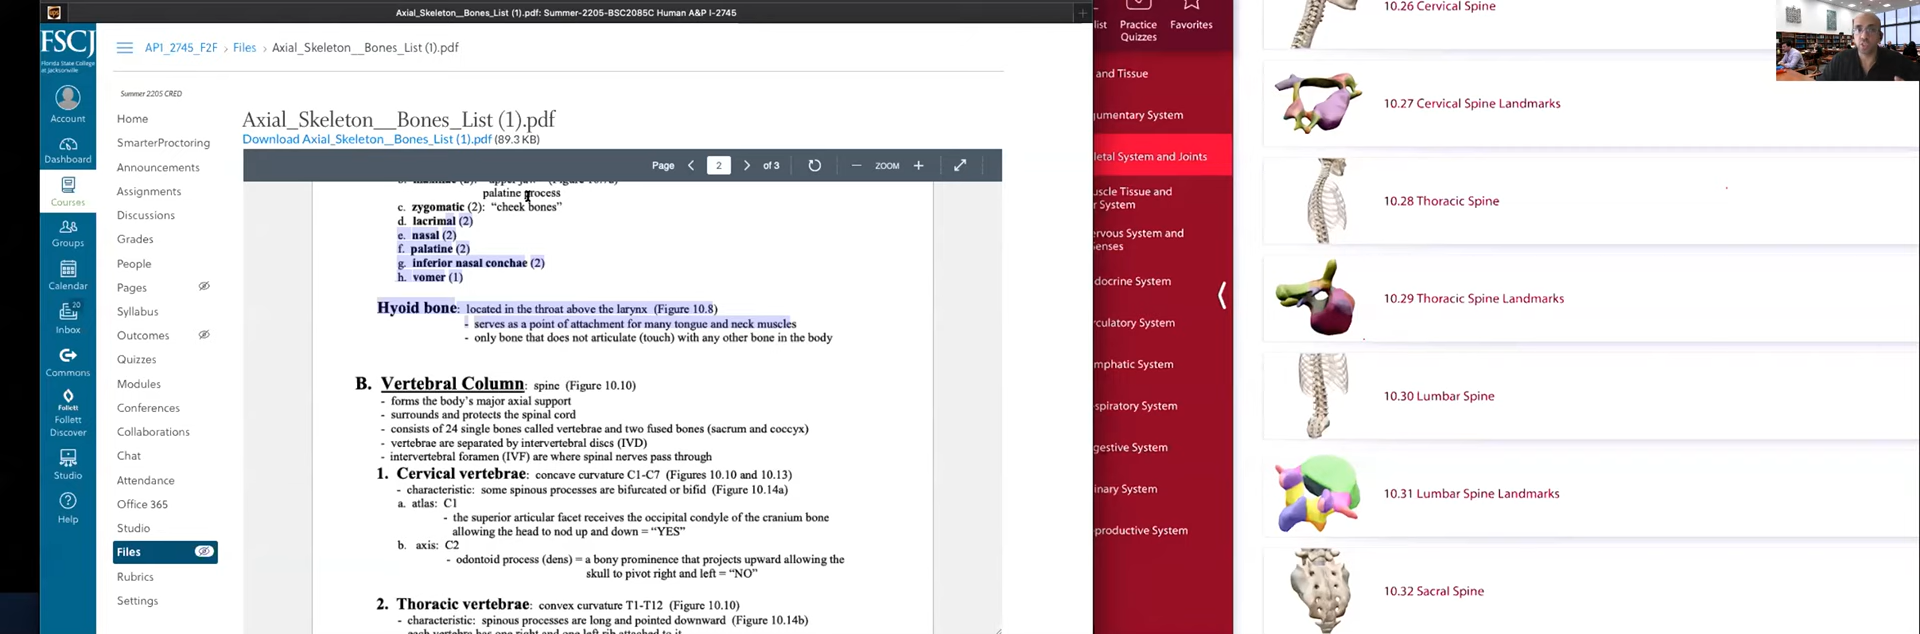 Axial_Skeleton__Bones_List (1).pdf: Summer-2205-BSC2085C Human A&P I-2745
FSCJ
Florida State College
at Jacksonville
Account
Dashboard
Courses
Groups
Calendar
20
Inbox
Commons
Follett
Follett
Discover
Studio
Help
AP1_2745_F2F > Files > Axial_Skeleton__Bones_List (1).pdf
Summer 2205 CRED
Home
SmarterProctoring
Announcements
Assignments
Discussions
Grades
People
Pages
Syllabus
Outcomes
Quizzes
Modules
Conferences
Collaborations
Chat
Attendance
Office 365
Studio
Files
Rubrics
Settings
Axial_Skeleton__Bones_List (1).pdf
Download Axial_Skeleton__Bones_List (1).pdf (89.3 KB)
Page 2 of 3 ZOOM
palatine process
c. zygomatic (2): “cheek bones”
d. lacrimal (2)
e. nasal (2)
f. palatine (2)
g. inferior nasal conchae (2)
h. vomer (1)
Hyoid bone: located in the throat above the larynx (Figure 10.8)
- serves as a point of attachment for many tongue and neck muscles
- only bone that does not articulate (touch) with any other bone in the body
B. Vertebral Column: spine (Figure 10.10)
- forms the body’s major axial support
- surrounds and protects the spinal cord
- consists of 24 single bones called vertebrae and two fused bones (sacrum and coccyx)
- vertebrae are separated by intervertebral discs (IVD)
- intervertebral foramen (IVF) are where spinal nerves pass through
1. Cervical vertebrae: concave curvature C1-C7 (Figures 10.10 and 10.13)
- characteristic: some spinous processes are bifurcated or bifid (Figure 10.14a)
a. atlas: C1
- the superior articular facet receives the occipital condyle of the cranium bone
allowing the head to nod up and down = “YES”
b. axis: C2
- odontoid process (dens) = a bony prominence that projects upward allowing the
skull to pivot right and left = “NO”
2. Thoracic vertebrae: convex curvature T1-T12 (Figure 10.10)
- characteristic: spinous processes are long and pointed downward (Figure 10.14b)
list
Practice
Quizzes
Favorites
and Tissue
gumentary System
letal System and Joints
uscle Tissue and
r System
ervous System and
enses
docrine System
rculatory System
mphatic System
spiratory System
gestive System
inary System
productive System
10.26 Cervical Spine
10.27 Cervical Spine Landmarks
10.28 Thoracic Spine
10.29 Thoracic Spine Landmarks
10.30 Lumbar Spine
10.31 Lumbar Spine Landmarks
10.32 Sacral Spine